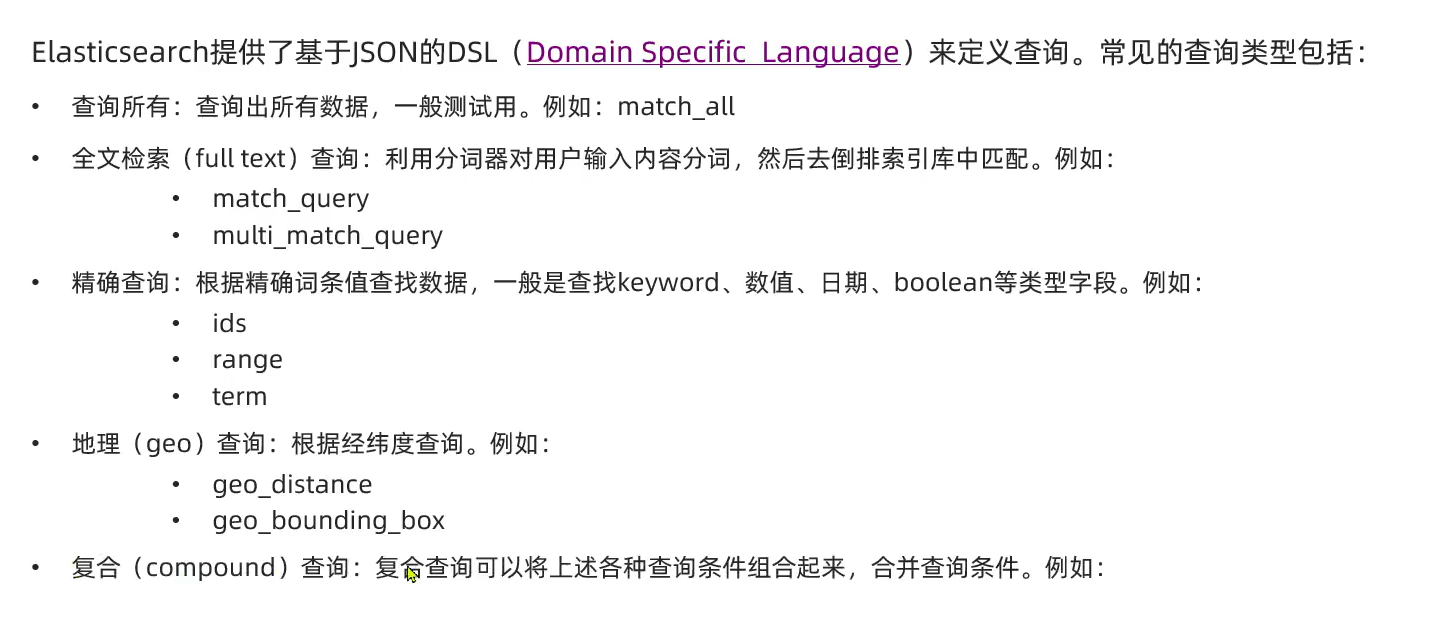 Elasticsearch提供了基于JSON的DSL（Domain Specific Language）来定义查询。常见的查询类型包括：
• 查询所有：查询出所有数据，一般测试用。例如：match_all
• 全文检索（full text）查询：利用分词器对用户输入内容分词，然后去倒排索引库中匹配。例如：
• match_query
• multi_match_query
• 精确查询：根据精确词条值查找数据，一般是查找keyword、数值、日期、boolean等类型字段。例如：
• ids
• range
• term
• 地理（geo）查询：根据经纬度查询。例如：
• geo_distance
• geo_bounding_box
• 复合（compound）查询：复合查询可以将上述各种查询条件组合起来，合并查询条件。例如：